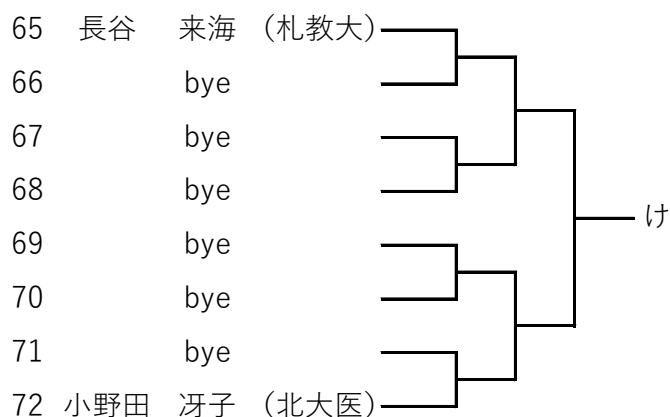 65 長谷 来海 （札教大）
66 bye
67 bye
68 bye
69 bye
70 bye
71 bye
72 小野田 冴子 （北大医）
け